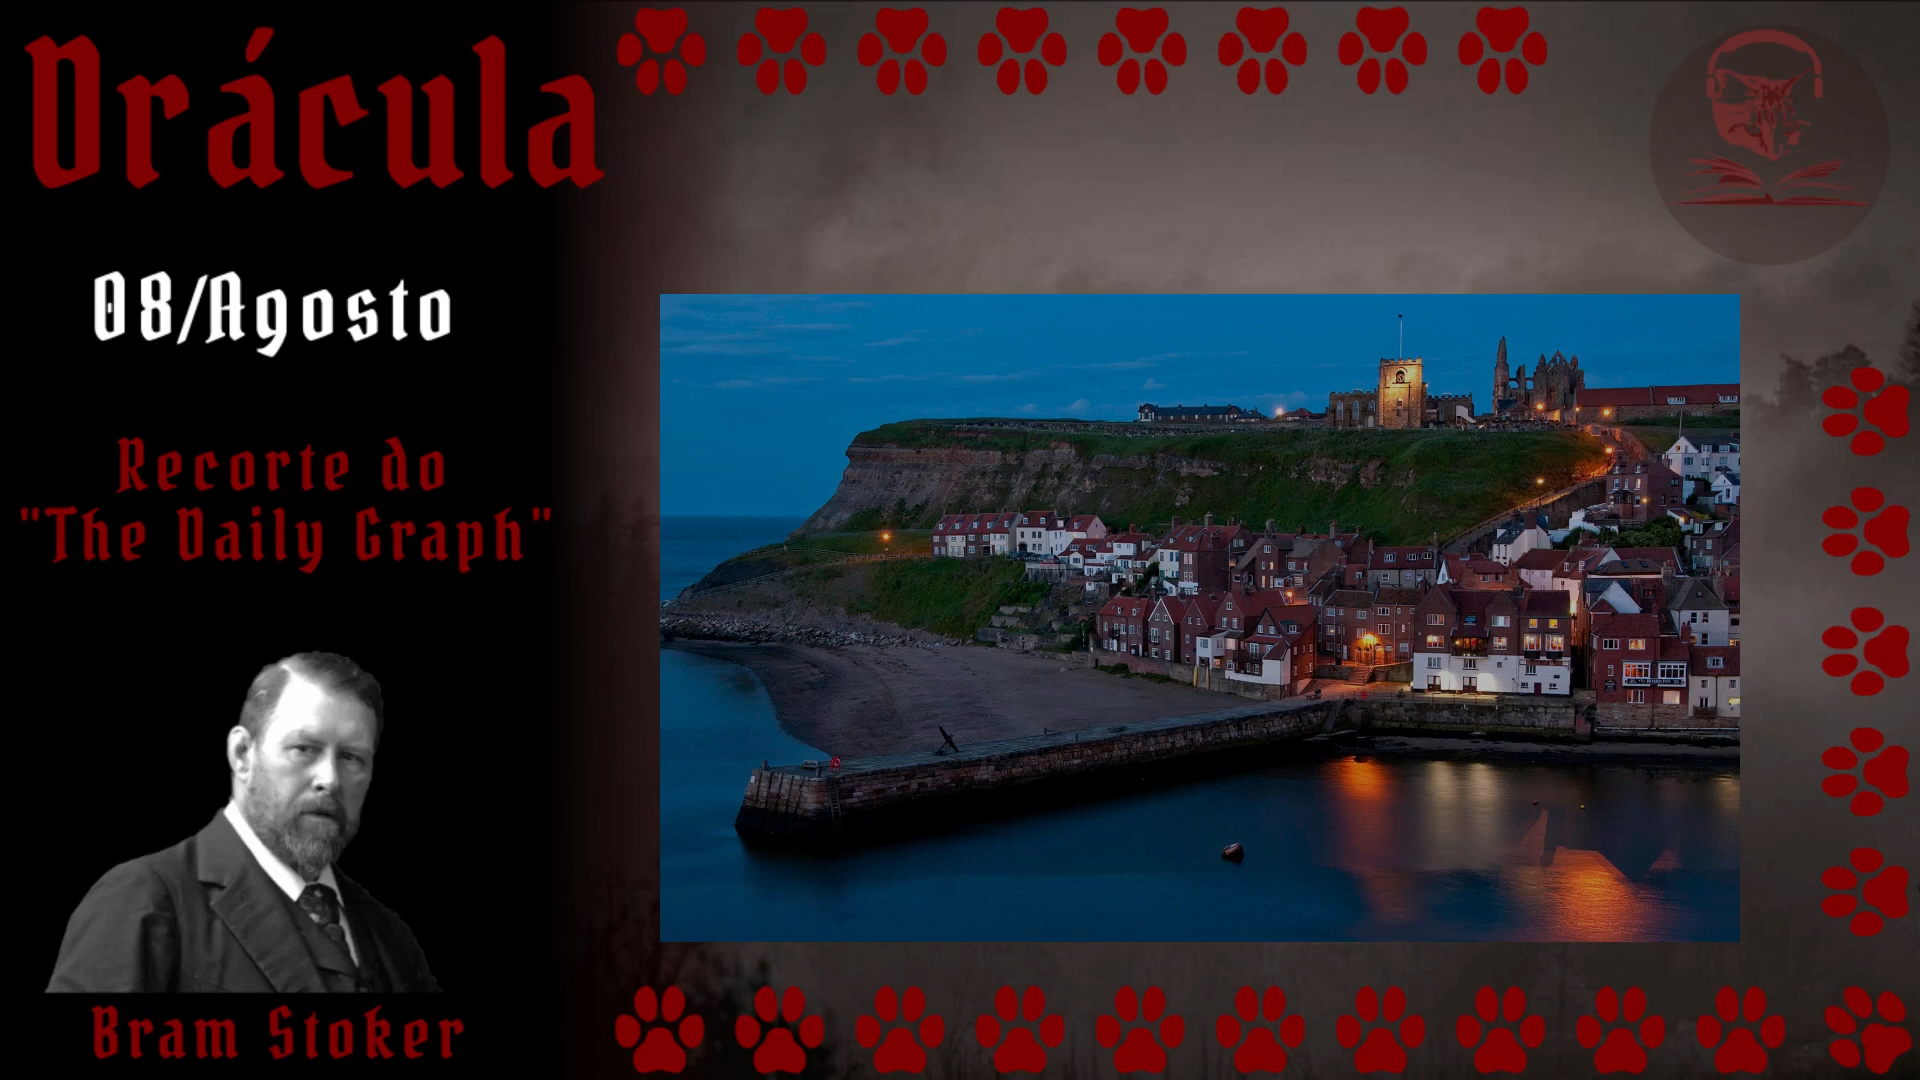 Drácula
08/Agosto
Recorte do
"The Daily Graph"
Bram Stoker